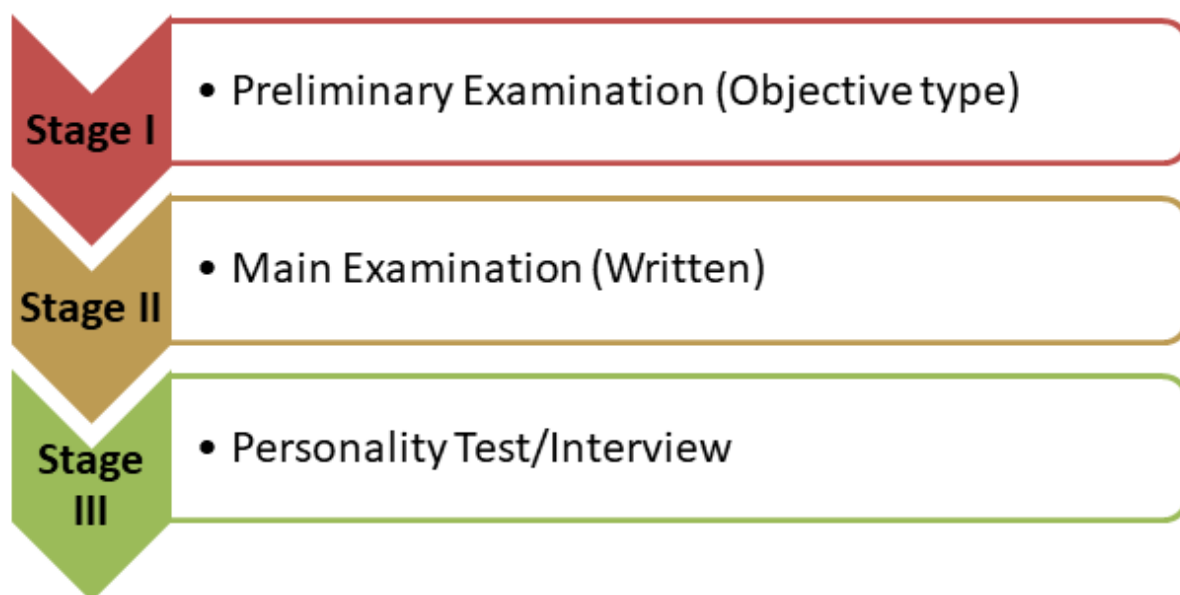 Stage I
• Preliminary Examination (Objective type)
Stage II
• Main Examination (Written)
Stage
III
• Personality Test/Interview